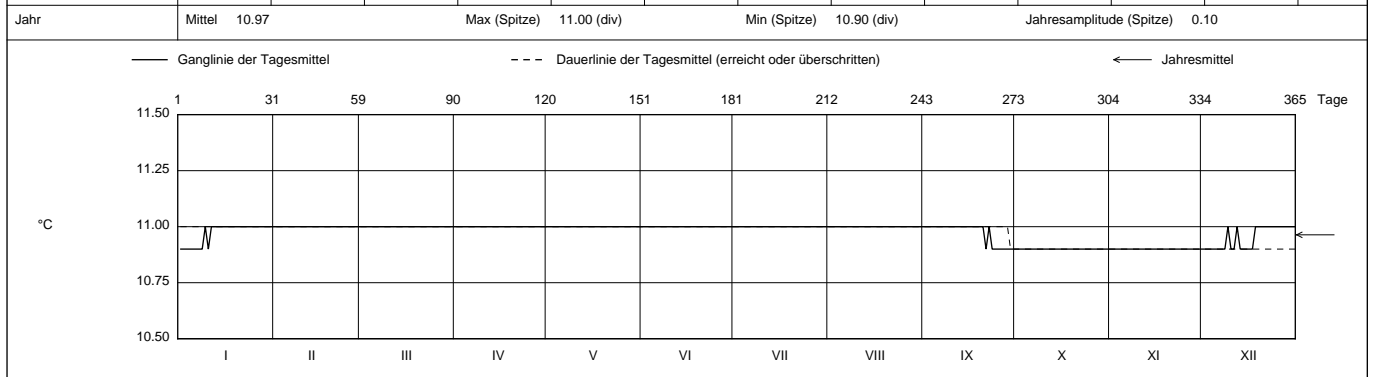 Jahr Mittel 10.97 Max (Spitze) 11.00 (div) Min (Spitze) 10.90 (div) Jahresamplitude (Spitze) 0.10
Ganglinie der Tagesmittel Dauerlinie der Tagesmittel (erreicht oder überschritten) Jahresmittel
1 31 59 90 120 151 181 212 243 273 304 334 365 Tage
11.50
11.25
°C 11.00
10.75
10.50
I II III IV V VI VII VIII IX X XI XII